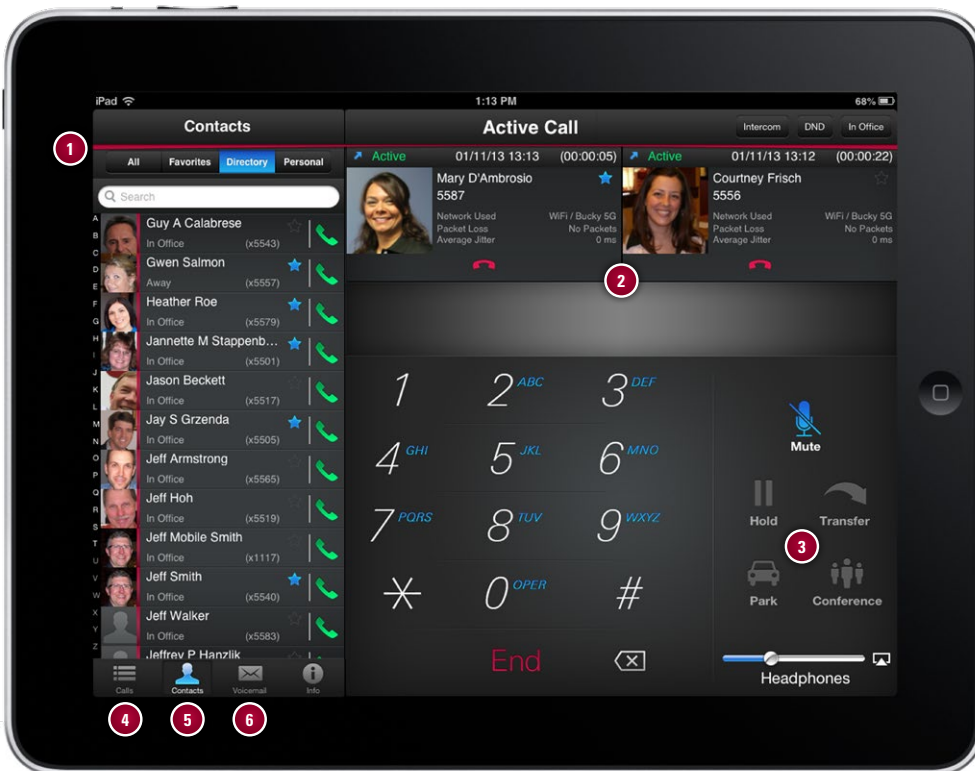 iPad 1:13 PM 68%
Contacts
Active Call
Intercom DND In Office
1
All Favorites Directory Personal
Search
A
B
C
D
E
F
G
H
I
J
K
L
M
N
O
P
Q
R
S
T
U
V
W
X
Y
Z
Guy A Calabrese
In Office (x5543)
Gwen Salmon
Away (x5557)
Heather Roe
In Office (x5579)
Jannette M Stappenb...
In Office (x5501)
Jason Beckett
In Office (x5517)
Jay S Grzenda
In Office (x5505)
Jeff Armstrong
In Office (x5565)
Jeff Hoh
In Office (x5519)
Jeff Mobile Smith
In Office (x1117)
Jeff Smith
In Office (x5540)
Jeff Walker
In Office (x5583)
Jeffrey P Hanzlik
Calls Contacts Voicemail Info
4 5 6
Active 01/11/13 13:13 (00:00:05)
Mary D'Ambrosio
5587
Network Used WiFi / Bucky 5G
Packet Loss No Packets
Average Jitter 0 ms
Active 01/11/13 13:12 (00:00:22)
Courtney Frisch
5556
Network Used WiFi / Bucky 5G
Packet Loss No Packets
Average Jitter 0 ms
2
1 2 ABC 3 DEF
4 GHI 5 JKL 6 MNO
7 PQRS 8 TUV 9 WXYZ
* 0 OPER #
End
Mute
Hold Transfer
3
Park Conference
Headphones